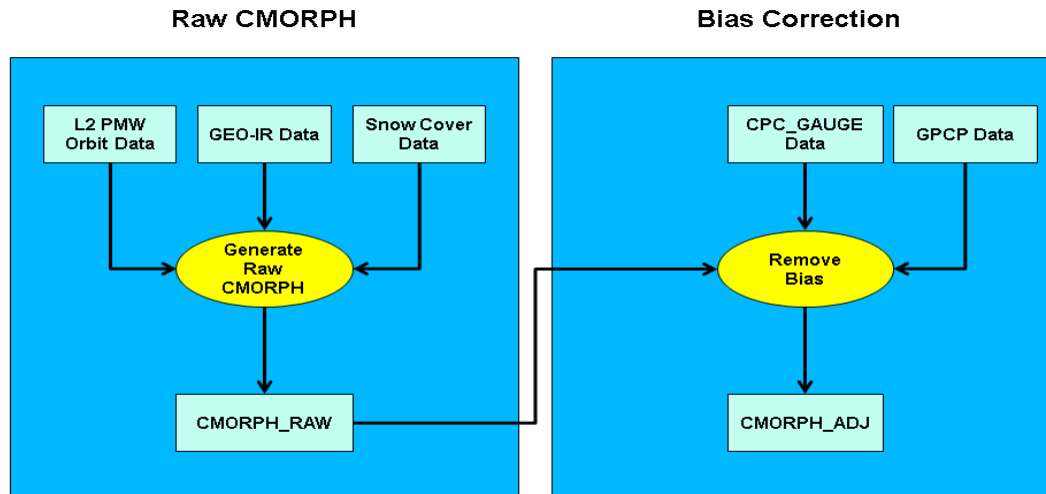 Raw CMORPH
Bias Correction
L2 PMW
Orbit Data
GEO-IR Data
Snow Cover
Data
CPC_GAUGE
Data
GPCP Data
Generate
Raw
CMORPH
Remove
Bias
CMORPH_RAW
CMORPH_ADJ